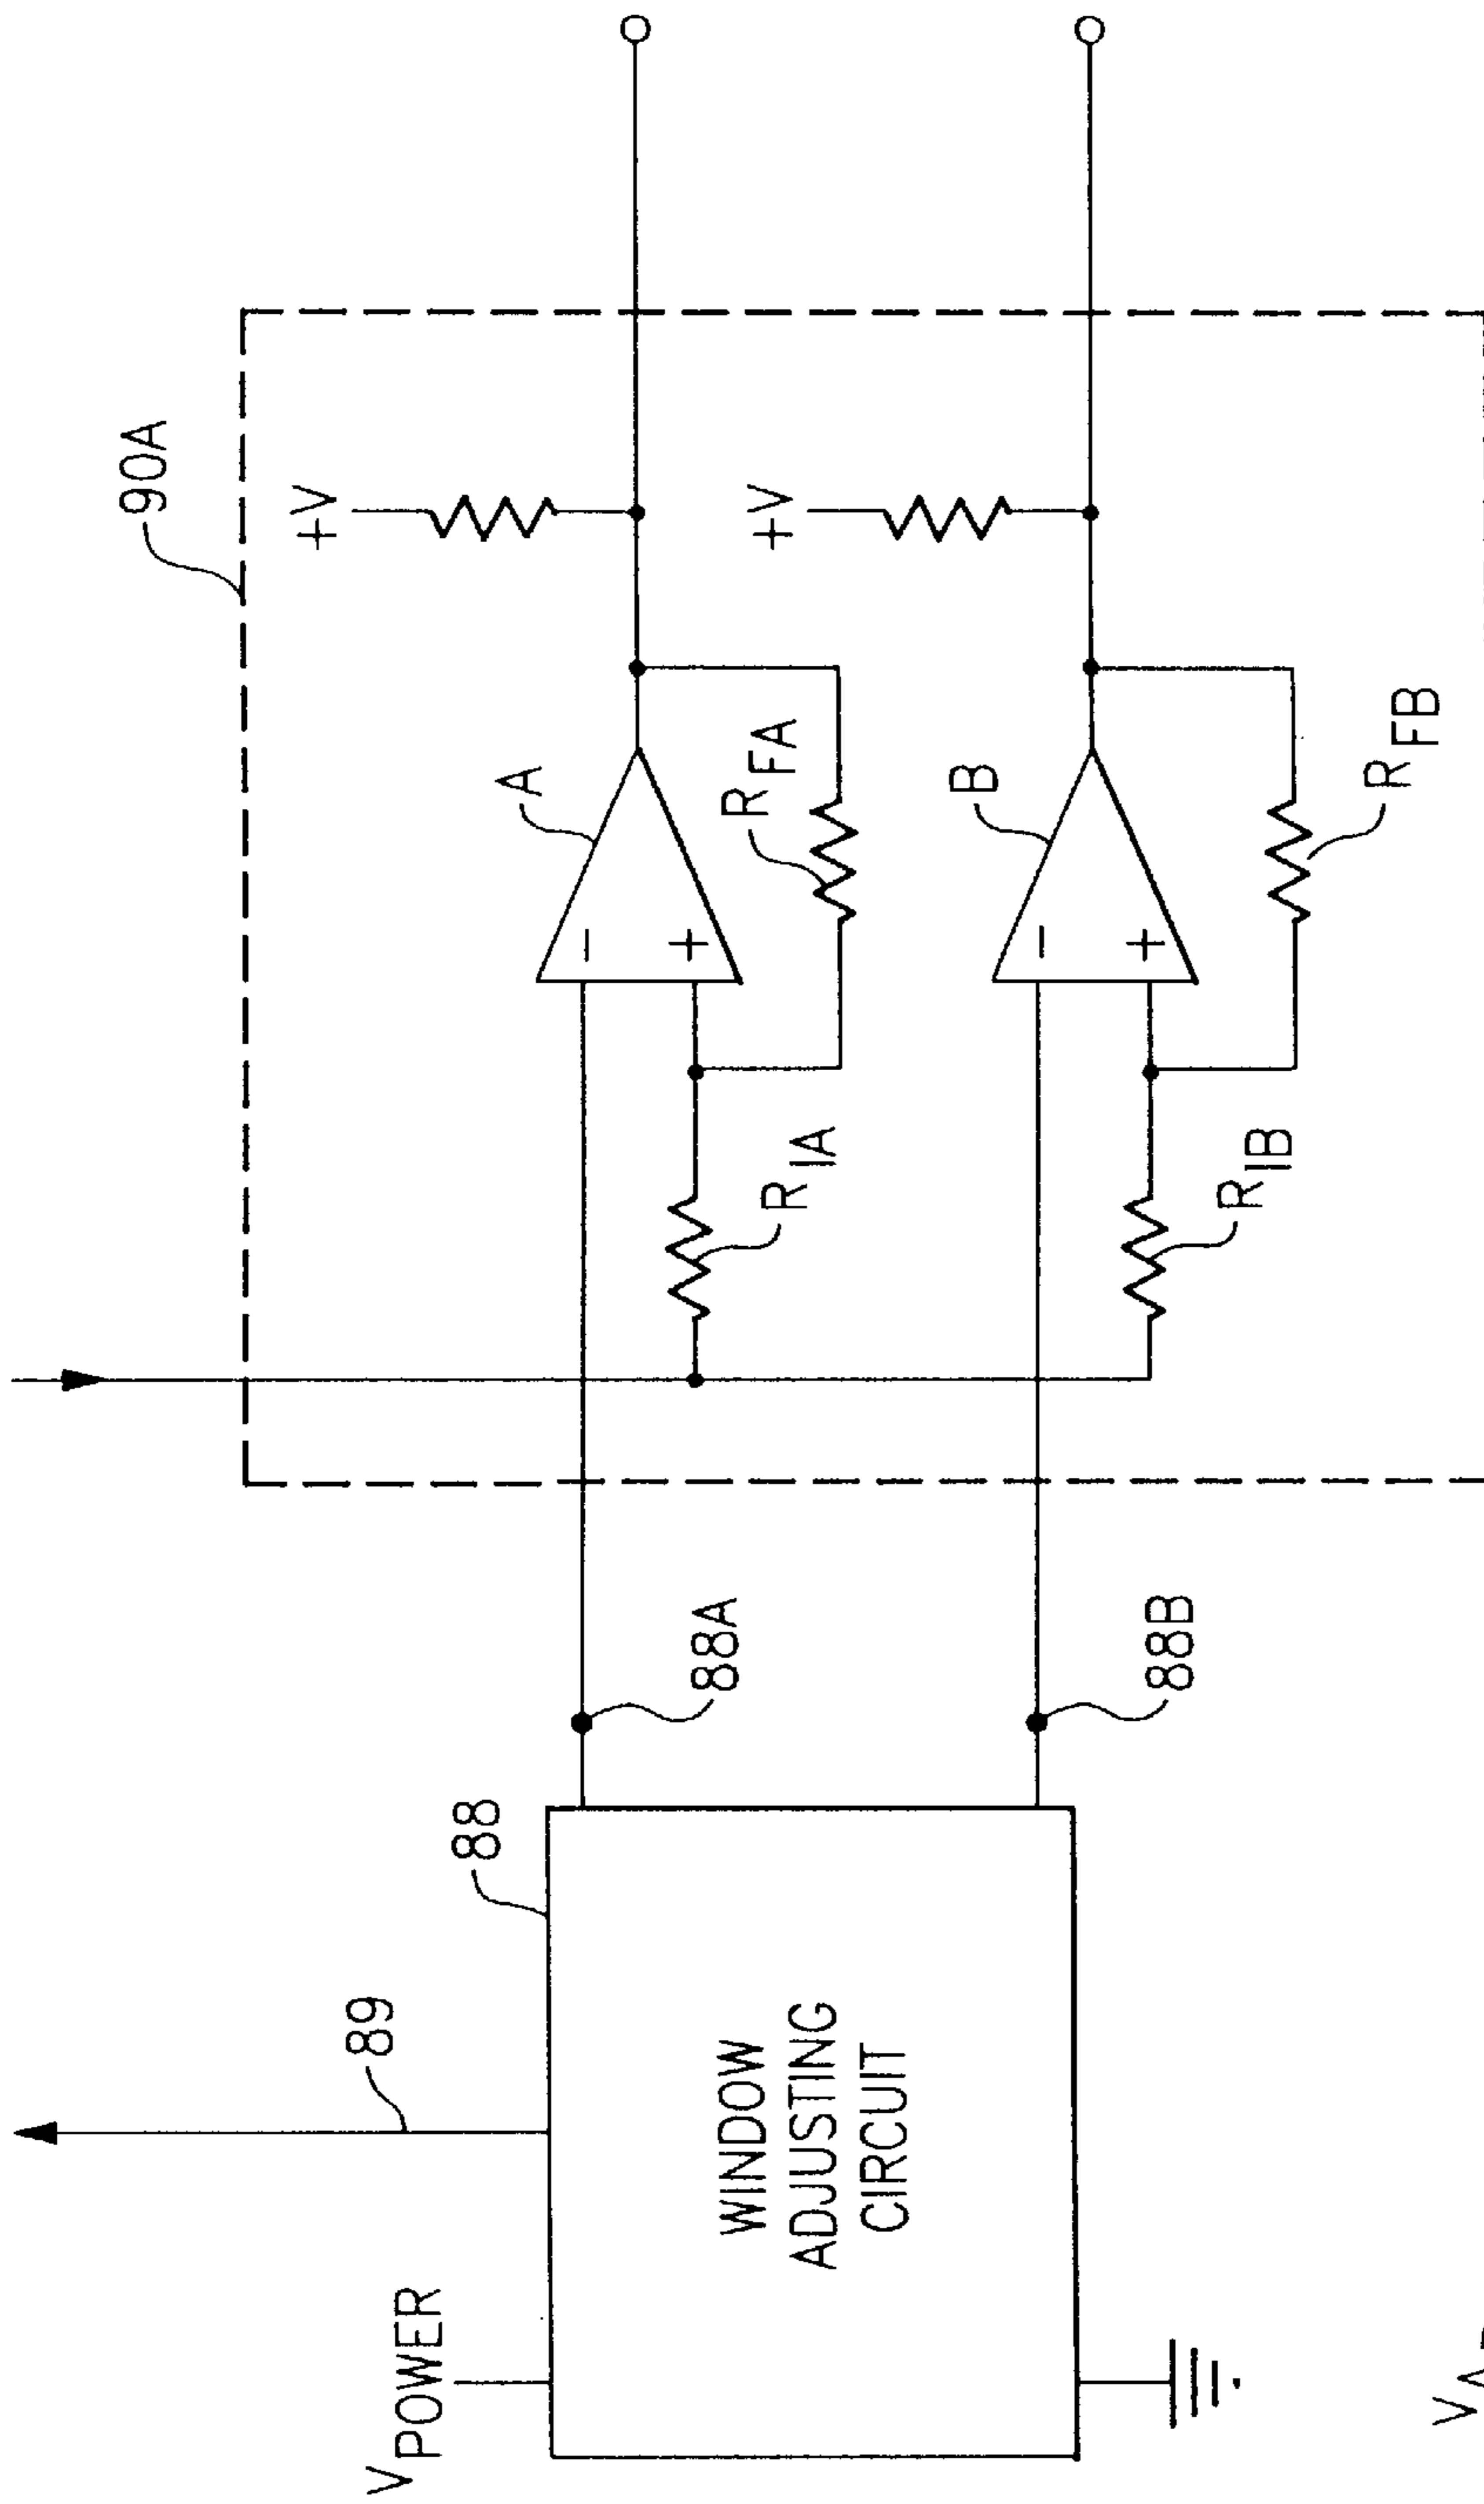 90A
+V
+V
A
R FA
B
R FB
R IA
R IB
− +
− +
88A
88B
88
89
WINDOW
ADJUSTING
CIRCUIT
V POWER